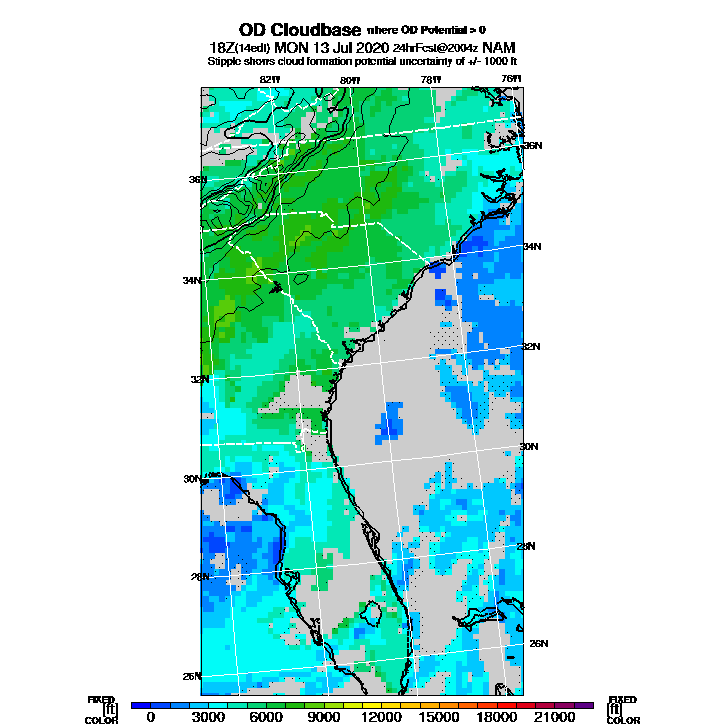 OD Cloudbase where OD Potential > 0
18Z(14edt) MON 13 Jul 2020 24hrFcst@2004z NAM
Stipple shows cloud formation potential uncertainty of +/- 1000 ft
82W 80W 78W 76W
36N
36N
34N
34N
32N
32N
30N
30N
28N
28N
26N
26N
FIXED FIXED
[ft] 0 3000 6000 9000 12000 15000 18000 21000 [ft]
COLOR COLOR